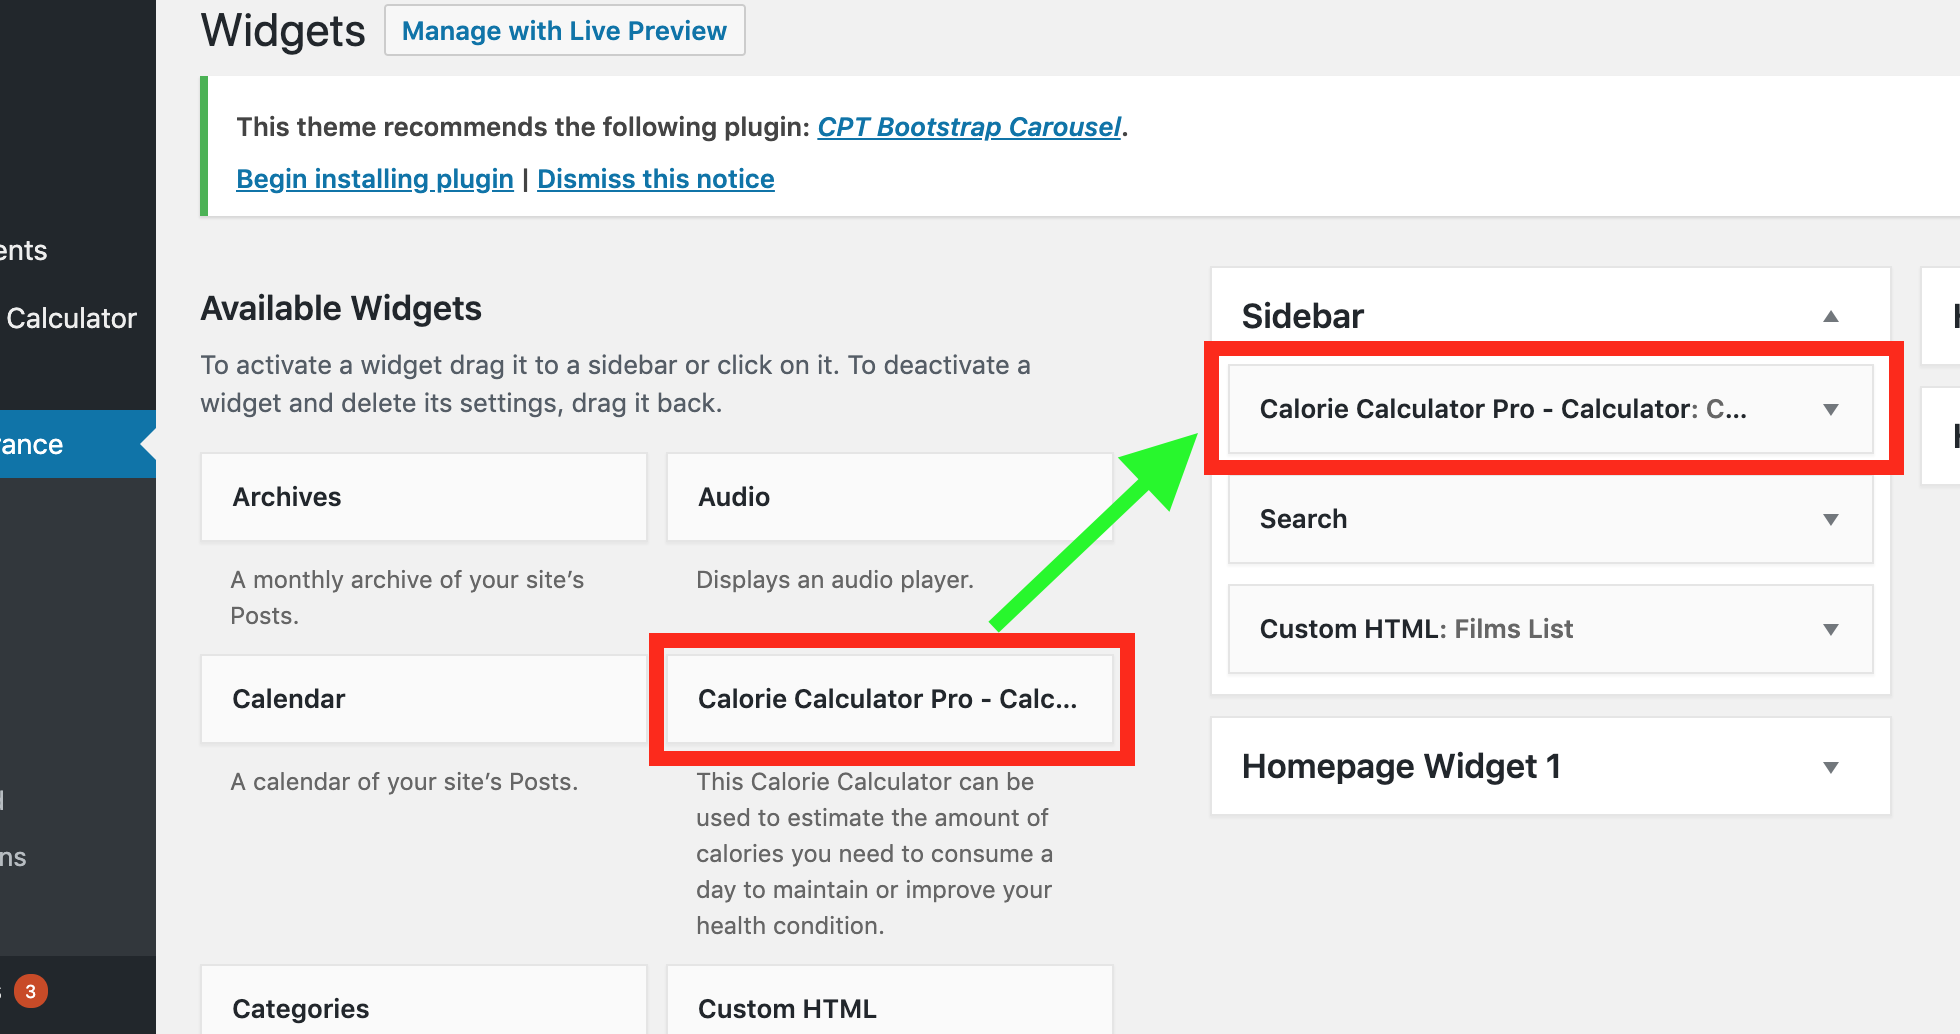 Widgets
Manage with Live Preview
This theme recommends the following plugin: CPT Bootstrap Carousel.
Begin installing plugin | Dismiss this notice
ents
Calculator
rance
ns
3
Available Widgets
To activate a widget drag it to a sidebar or click on it. To deactivate a
widget and delete its settings, drag it back.
Archives
A monthly archive of your site's
Posts.
Audio
Displays an audio player.
Calendar
A calendar of your site's Posts.
Calorie Calculator Pro - Calc...
This Calorie Calculator can be
used to estimate the amount of
calories you need to consume a
day to maintain or improve your
health condition.
Categories
Custom HTML
Sidebar
Calorie Calculator Pro - Calculator: C...
Search
Custom HTML: Films List
Homepage Widget 1